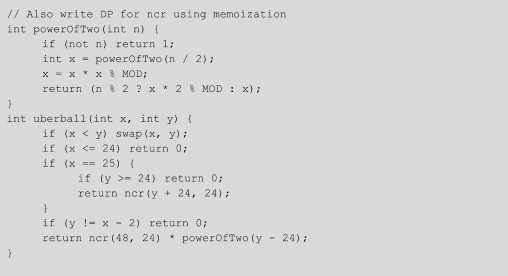 // Also write DP for ncr using memoization
int powerOfTwo(int n) {
if (not n) return 1;
int x = powerOfTwo(n / 2);
x = x * x % MOD;
return (n % 2 ? x * 2 % MOD : x);
}
int uberball(int x, int y) {
if (x < y) swap(x, y);
if (x <= 24) return 0;
if (x == 25) {
if (y >= 24) return 0;
return ncr(y + 24, 24);
}
if (y != x - 2) return 0;
return ncr(48, 24) * powerOfTwo(y - 24);
}